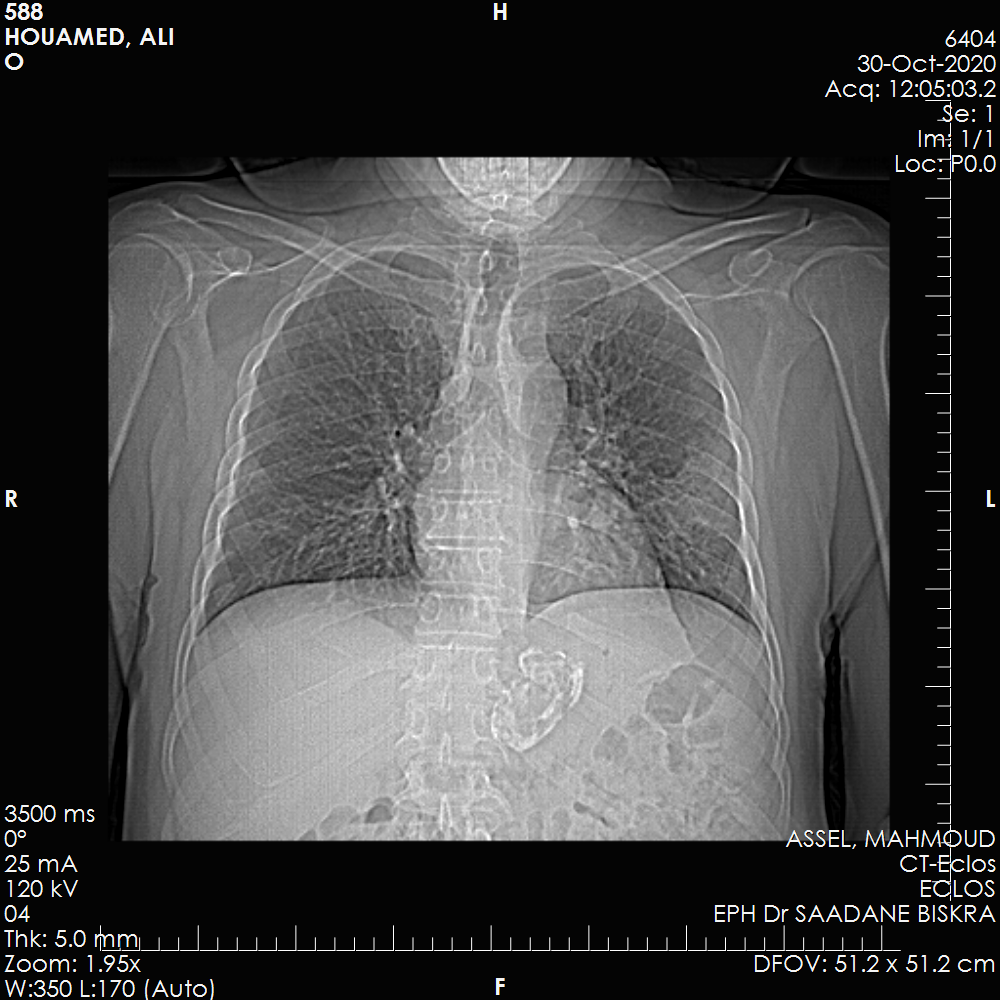 588
HOUAMED, ALI
O
H
6404
30-Oct-2020
Acq: 12:05:03.2
Se: 1
Im: 1/1
Loc: P0.0
R
L
3500 ms
0°
25 mA
120 kV
04
Thk: 5.0 mm
Zoom: 1.95x
W:350 L:170 (Auto)
F
ASSEL, MAHMOUD
CT-Eclos
ECLOS
EPH Dr SAADANE BISKRA
DFOV: 51.2 x 51.2 cm